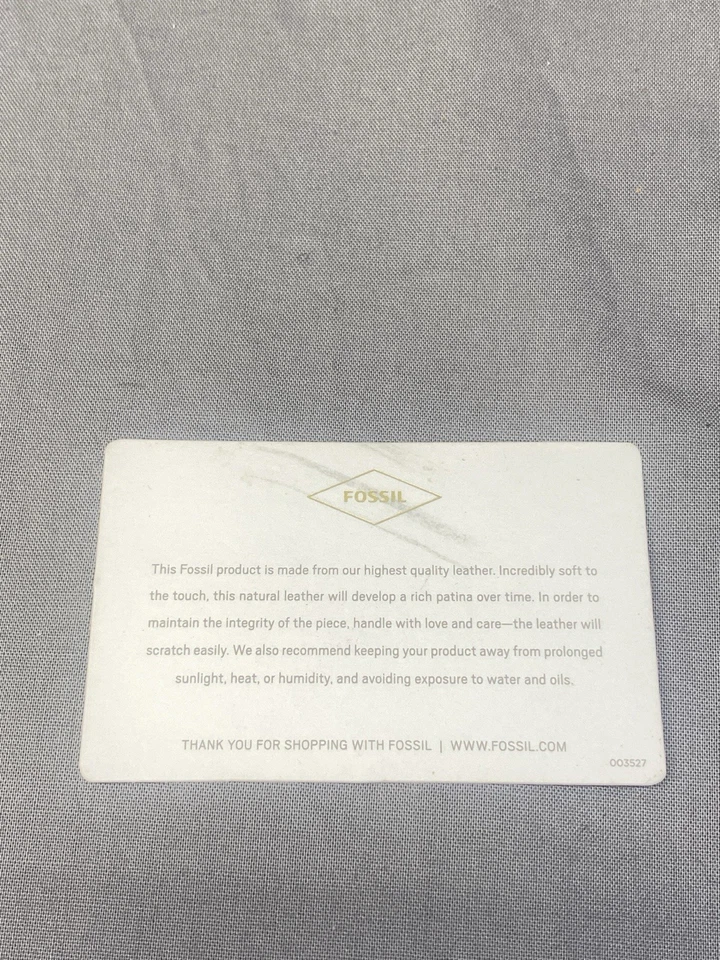 FOSSIL
This Fossil product is made from our highest quality leather. Incredibly soft to
the touch, this natural leather will develop a rich patina over time. In order to
maintain the integrity of the piece, handle with love and care—the leather will
scratch easily. We also recommend keeping your product away from prolonged
sunlight, heat, or humidity, and avoiding exposure to water and oils.
THANK YOU FOR SHOPPING WITH FOSSIL | WWW.FOSSIL.COM
003527